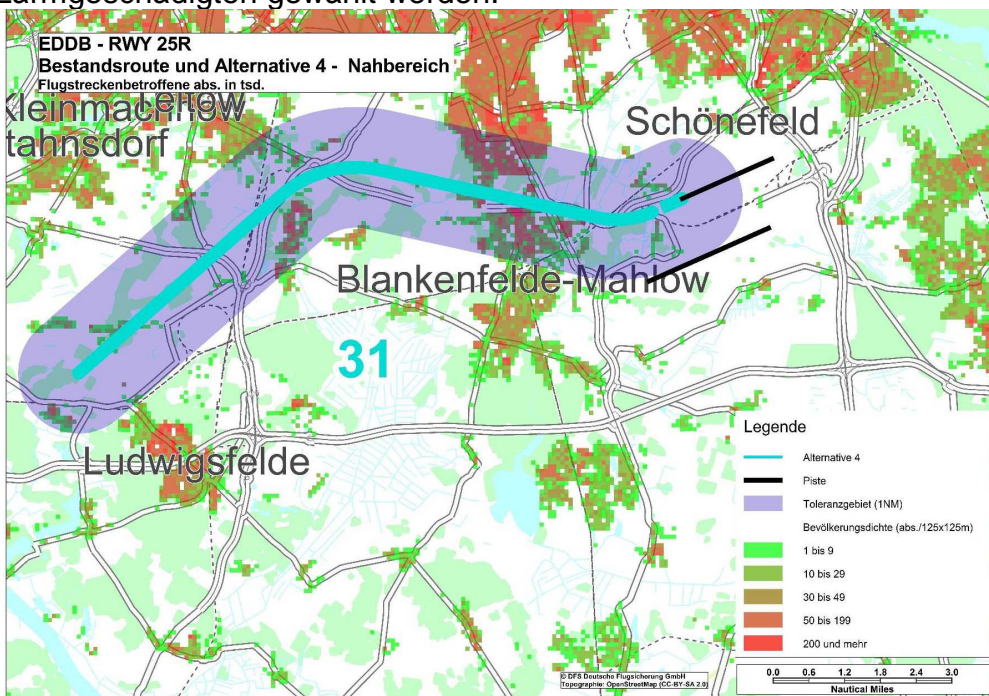 Lärmgeschädigten gewählt werden.
EDDB - RWY 25R
Bestandsroute und Alternative 4 - Nahbereich
Flugstreckenbetroffene abs. in tsd.
Kleinmachnow
Teltow
Stahnsdorf
Schönefeld
Blankenfelde-Mahlow
31
Ludwigsfelde
Legende
Alternative 4
Piste
Toleranzgebiet (1NM)
Bevölkerungsdichte (abs./125x125m)
1 bis 9
10 bis 29
30 bis 49
50 bis 199
200 und mehr
© DFS Deutsche Flugsicherung GmbH
Topographie: OpenStreetMap (CC-BY-SA 2.0)
0.0 0.6 1.2 1.8 2.4 3.0
Nautical Miles